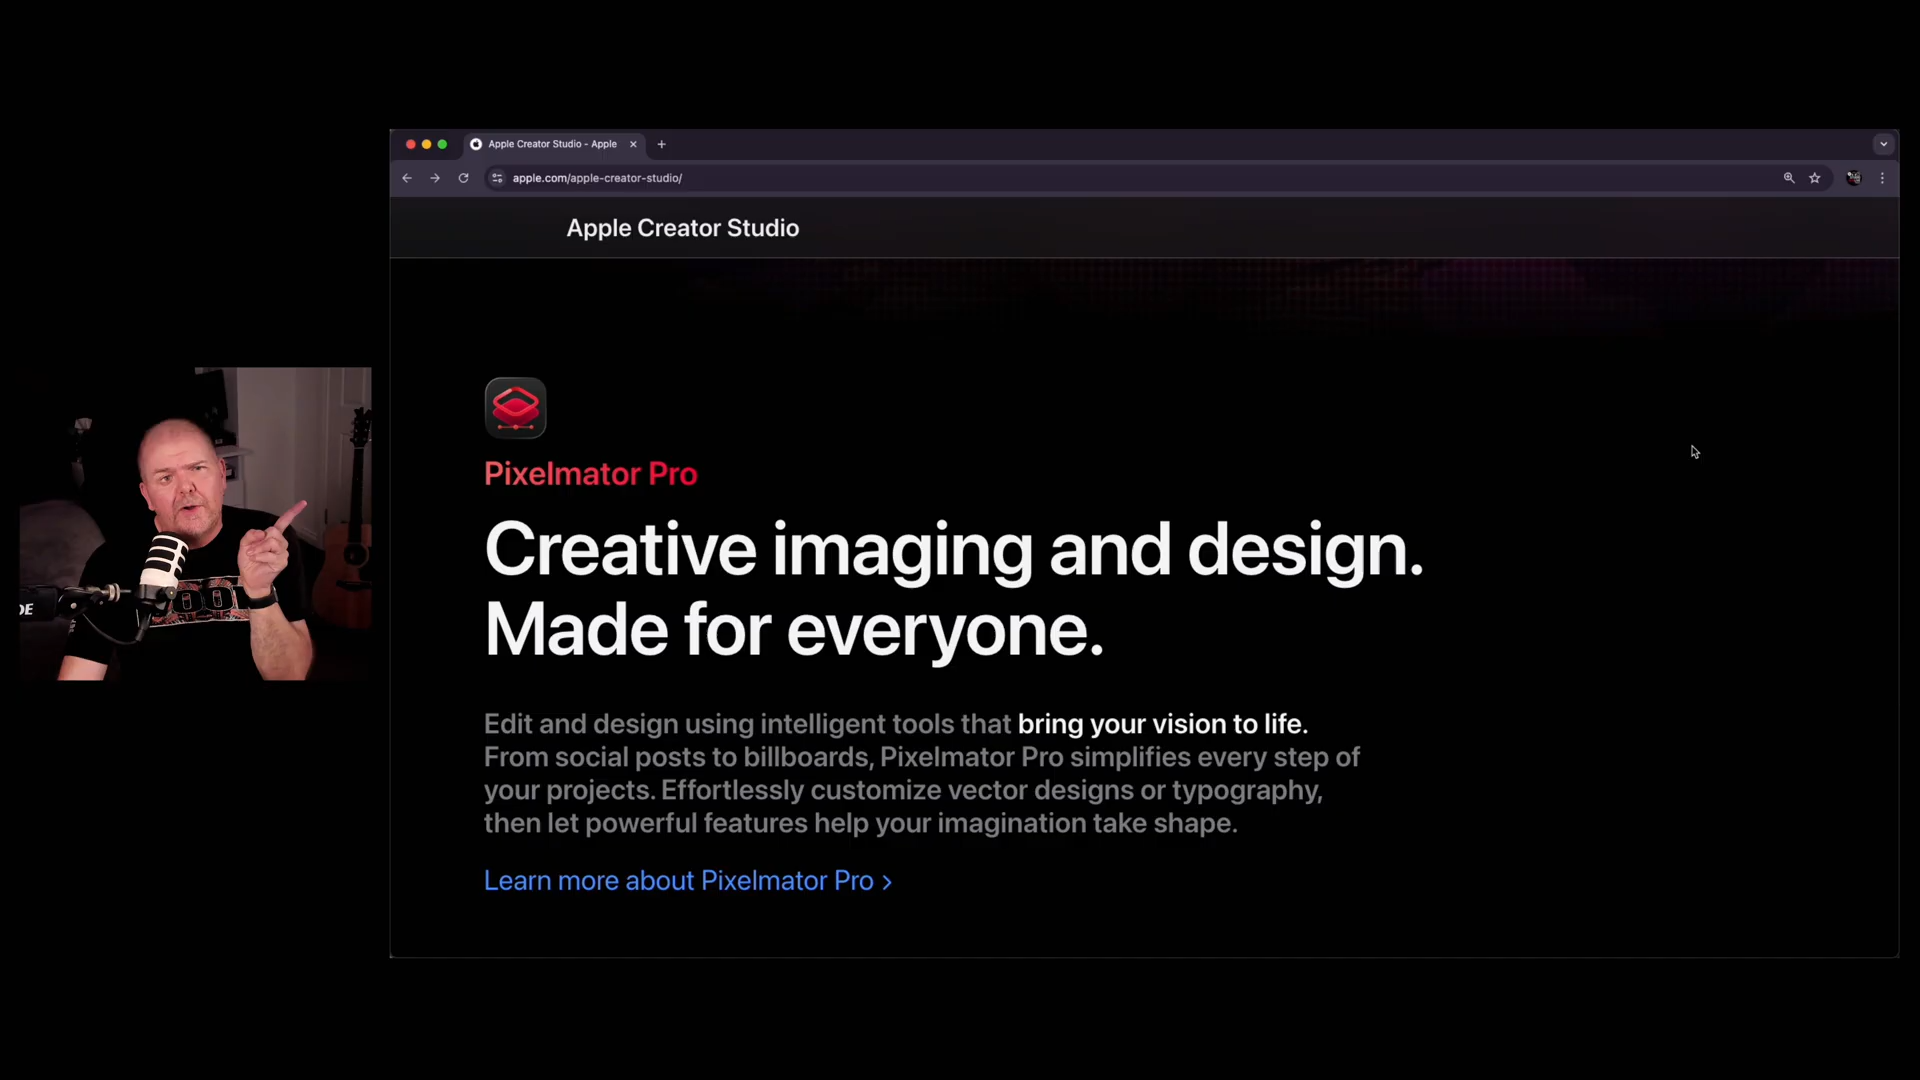 Apple Creator Studio - Apple
apple.com/apple-creator-studio/
Apple Creator Studio
Pixelmator Pro
Creative imaging and design.
Made for everyone.
Edit and design using intelligent tools that bring your vision to life.
From social posts to billboards, Pixelmator Pro simplifies every step of
your projects. Effortlessly customize vector designs or typography,
then let powerful features help your imagination take shape.
Learn more about Pixelmator Pro >
DE